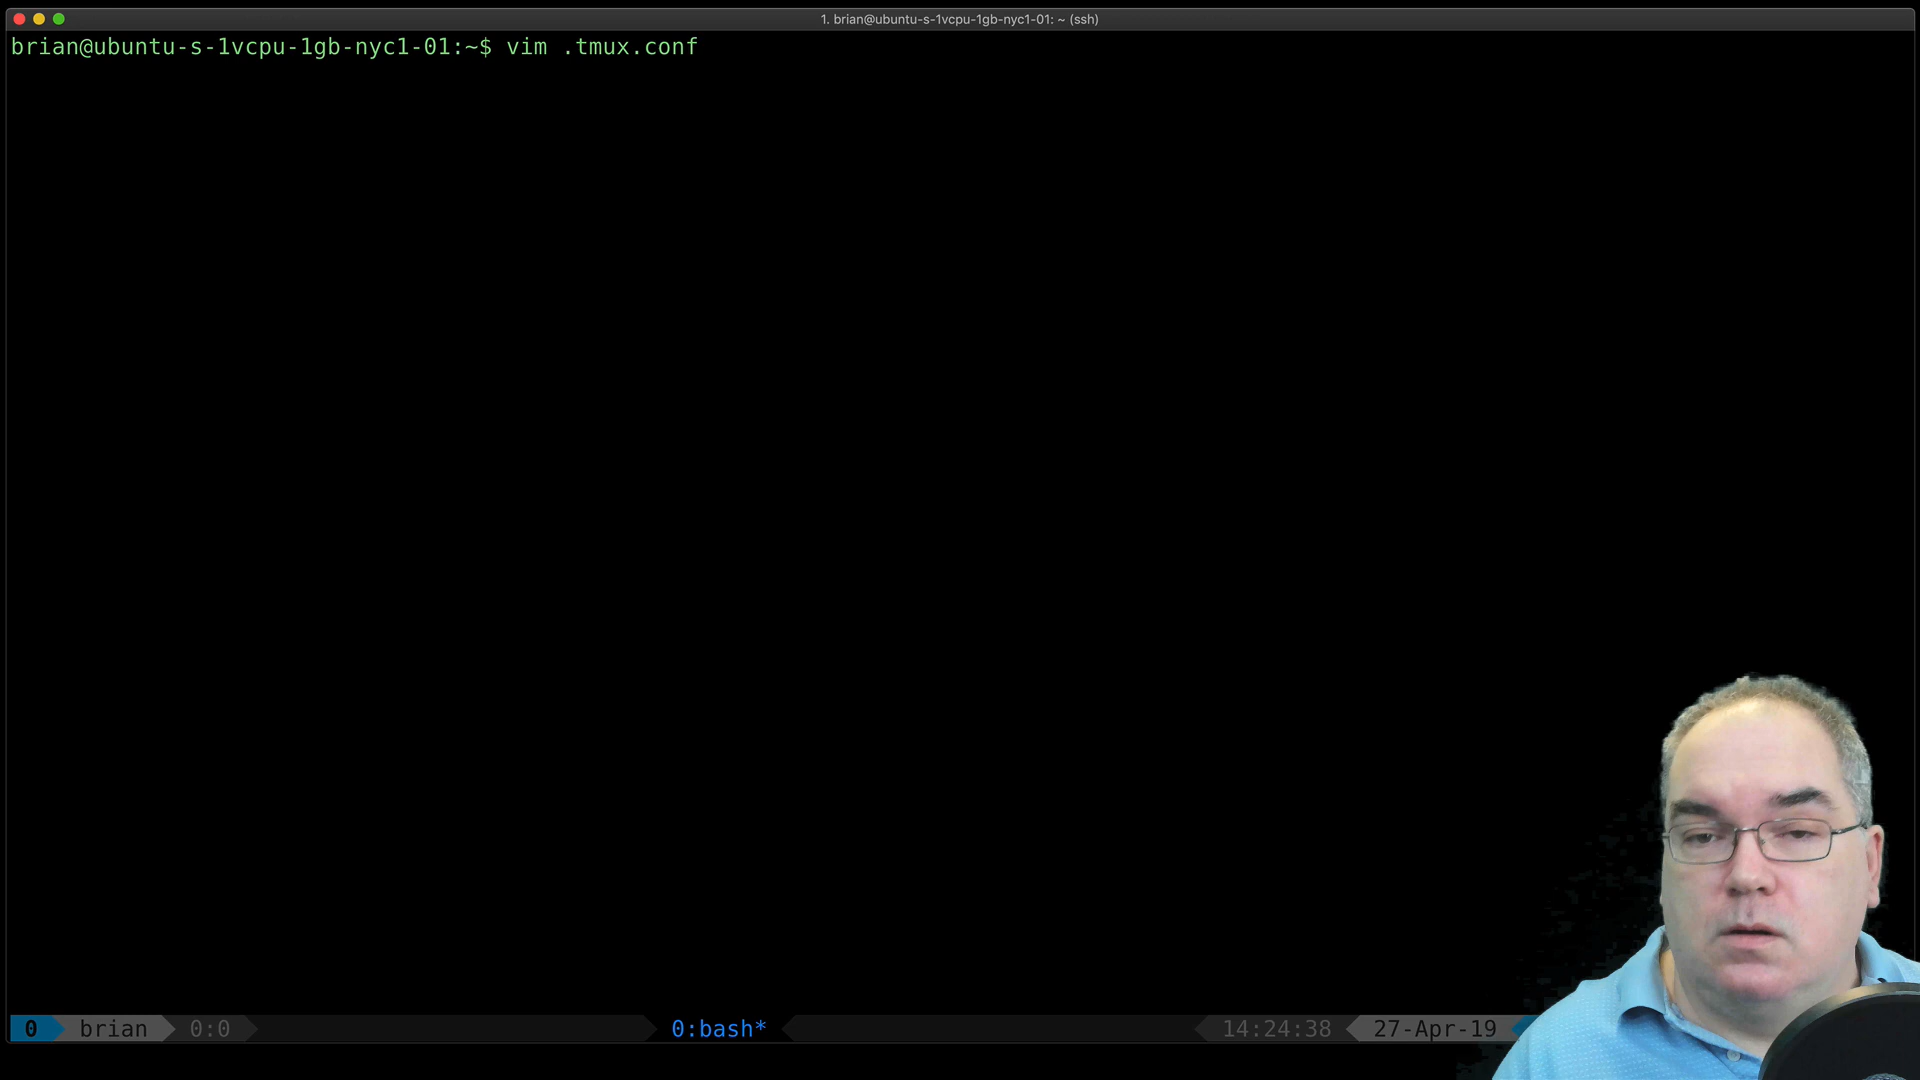 1. brian@ubuntu-s-1vcpu-1gb-nyc1-01: ~ (ssh)
brian@ubuntu-s-1vcpu-1gb-nyc1-01:~$ vim .tmux.conf
0 brian 0:0 0:bash* 14:24:38 27-Apr-19